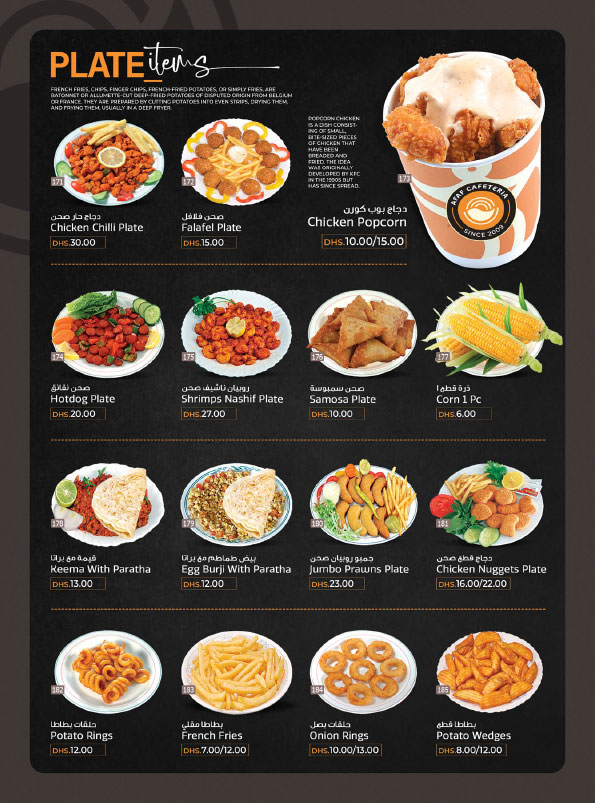 PLATE items
FRENCH FRIES, CHIPS, FINGER CHIPS, FRENCH-FRIED POTATOES, OR SIMPLY FRIES, ARE
BATONNET OR ALLUMETTE-CUT DEEP-FRIED POTATOES OF DISPUTED ORIGIN FROM BELGIUM
OR FRANCE. THEY ARE PREPARED BY CUTTING POTATOES INTO EVEN STRIPS, DRYING THEM,
AND FRYING THEM, USUALLY IN A DEEP FRYER.
171
دجاج حار صحن
Chicken Chilli Plate
DHS.30.00
172
صحن فلافل
Falafel Plate
DHS.15.00
POPCORN CHICKEN
IS A DISH CONSIST-
ING OF SMALL,
BITE-SIZED PIECES
OF CHICKEN THAT
HAVE BEEN
BREADED AND
FRIED. THE IDEA
WAS ORIGINALLY
DEVELOPED BY KFC
IN THE 1990S BUT
HAS SINCE SPREAD.
173
دجاج بوب كورن
Chicken Popcorn
DHS.10.00/15.00
AFAF CAFETERIA
SINCE 2009
174
صحن نقانق
Hotdog Plate
DHS.20.00
175
روبيان ناشيف صحن
Shrimps Nashif Plate
DHS.27.00
176
صحن سمبوسة
Samosa Plate
DHS.10.00
177
ذرة قطع ١
Corn 1 Pc
DHS.6.00
178
قيمة مع براتا
Keema With Paratha
DHS.13.00
179
بيض طماطم مع براتا
Egg Burji With Paratha
DHS.12.00
180
جمبو روبيان صحن
Jumbo Prawns Plate
DHS.23.00
181
دجاج قطع صحن
Chicken Nuggets Plate
DHS.16.00/22.00
182
حلقات بطاطا
Potato Rings
DHS.12.00
183
بطاطا مقلي
French Fries
DHS.7.00/12.00
184
حلقات بصل
Onion Rings
DHS.10.00/13.00
185
بطاطا قطع
Potato Wedges
DHS.8.00/12.00